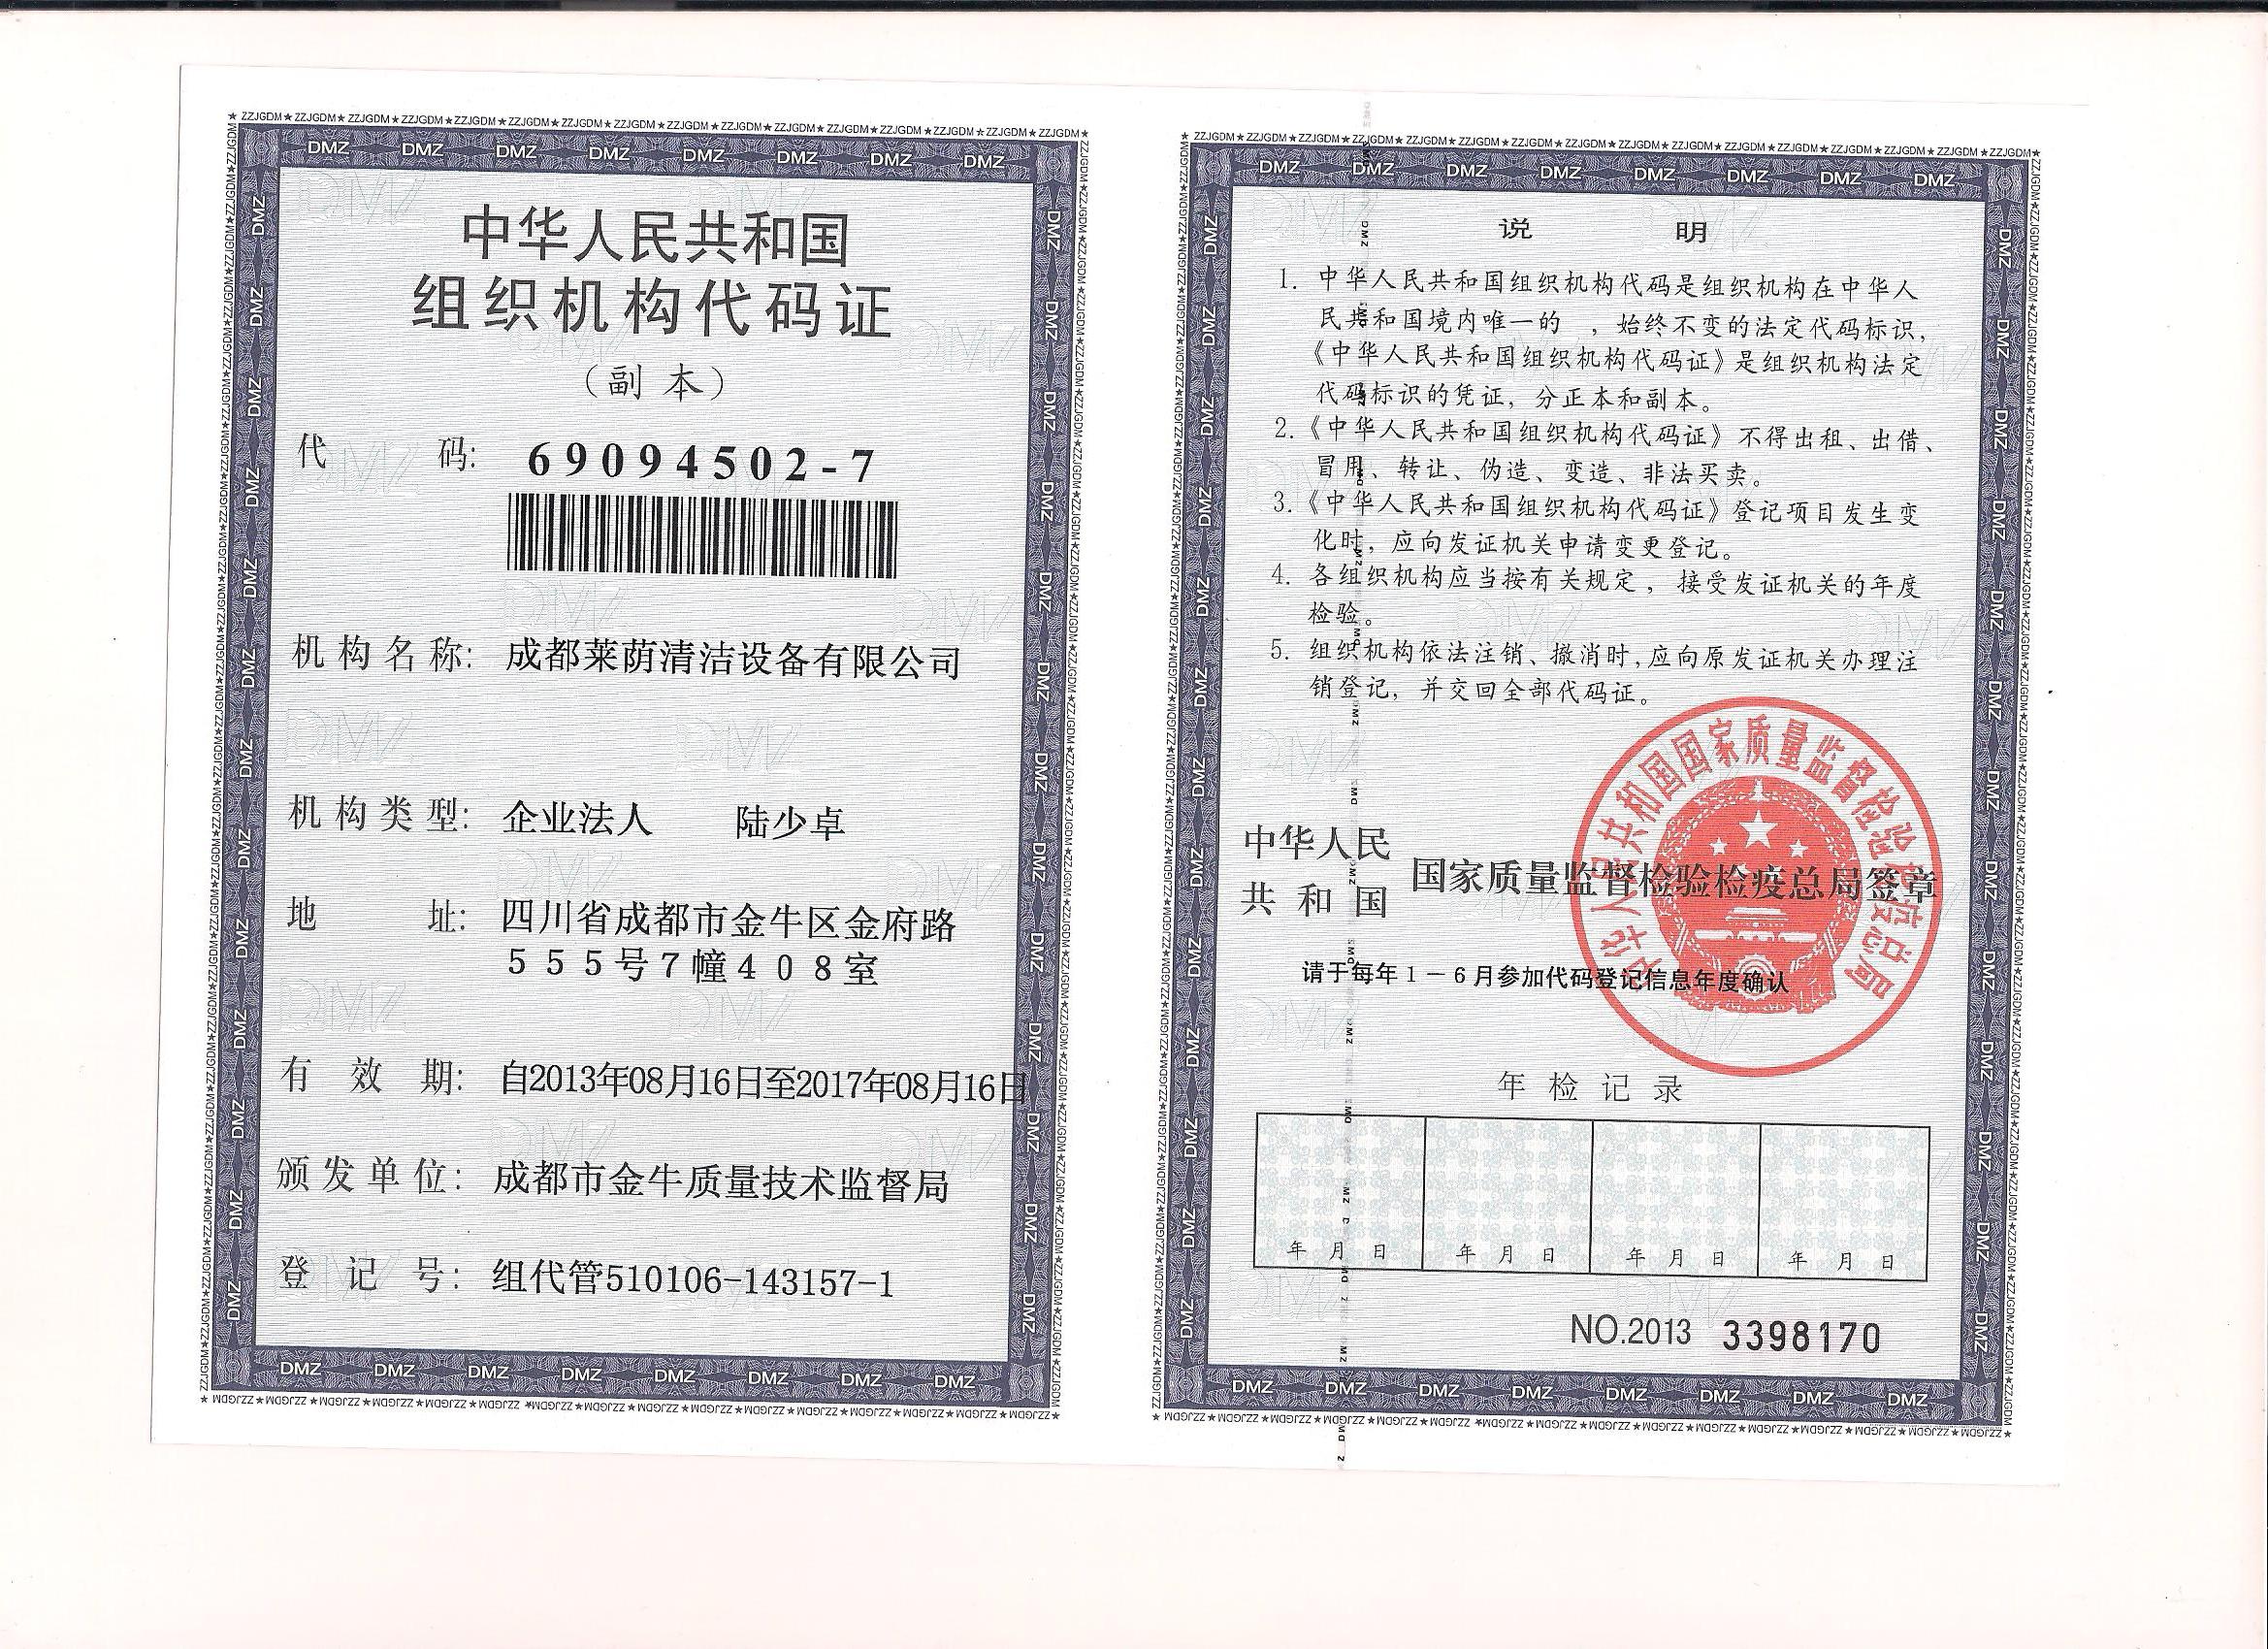 中华人民共和国
组织机构代码证
（副本）
代码: 69094502-7
机构名称: 成都莱荫清洁设备有限公司
机构类型: 企业法人 陆少卓
地址: 四川省成都市金牛区金府路
555号7幢408室
有效期: 自2013年08月16日至2017年08月16日
颁发单位: 成都市金牛质量技术监督局
登记号: 组代管510106-143157-1
说明
1. 中华人民共和国组织机构代码是组织机构在中华人
民共和国境内唯一的 ，始终不变的法定代码标识，
《中华人民共和国组织机构代码证》是组织机构法定
代码标识的凭证，分正本和副本。
2.《中华人民共和国组织机构代码证》不得出租、出借、
冒用、转让、伪造、变造、非法买卖。
3.《中华人民共和国组织机构代码证》登记项目发生变
化时，应向发证机关申请变更登记。
4. 各组织机构应当按有关规定，接受发证机关的年度
检验。
5. 组织机构依法注销、撤消时,应向原发证机关办理注
销登记，并交回全部代码证。
中华人民共和国国家质量监督检验检疫总局
中华人民
共和国
国家质量监督检验检疫总局签章
请于每年1－6月参加代码登记信息年度确认
年检记录
年 月 日 年 月 日 年 月 日 年 月 日
NO.2013 3398170